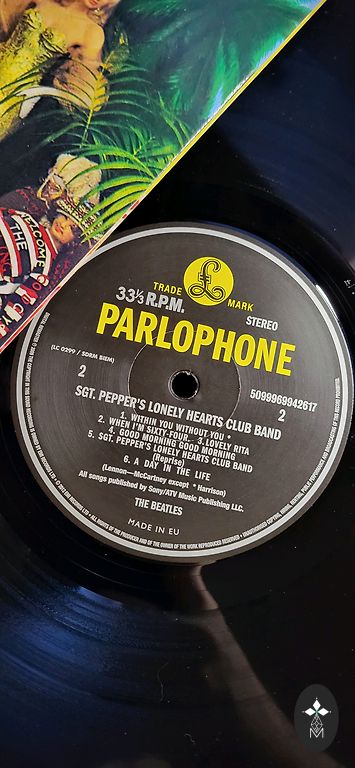 WELCOME
THE
TRADE MARK
33⅓ R.P.M.
STEREO
PARLOPHONE
(LC 0299 / SDRM BIEM)
2
5099969942617
2
SGT. PEPPER'S LONELY HEARTS CLUB BAND
1. WITHIN YOU WITHOUT YOU *
2. WHEN I'M SIXTY-FOUR.. 3. LOVELY RITA
4. GOOD MORNING GOOD MORNING
5. SGT. PEPPER'S LONELY HEARTS CLUB BAND
(Reprise)
6. A DAY IN THE LIFE
(Lennon—McCartney except * Harrison)
All songs published by Sony/ATV Music Publishing LLC.
THE BEATLES
MADE IN EU
M